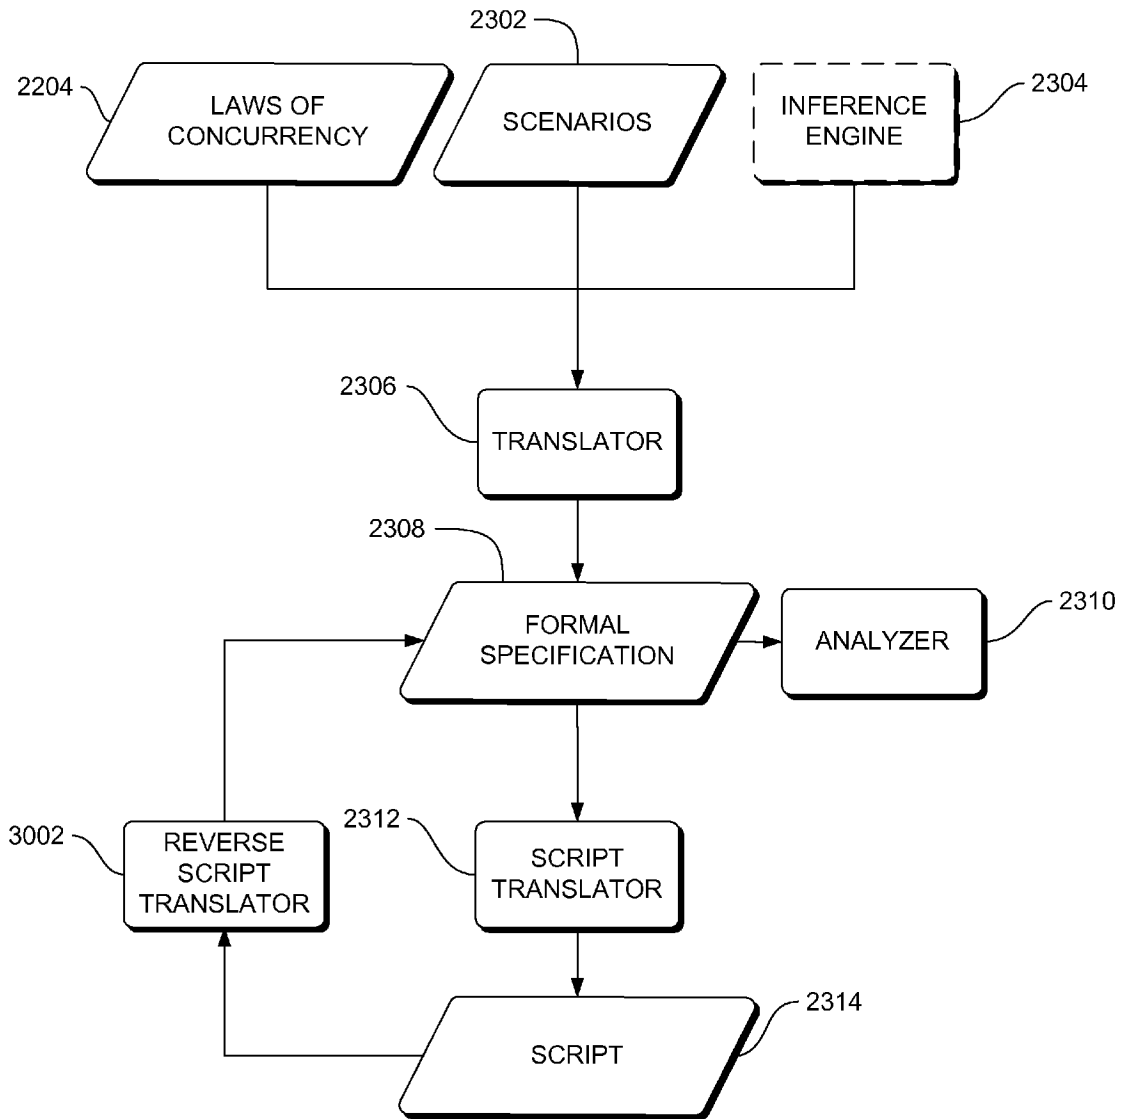 2302
2204
2304
LAWS OF
CONCURRENCY
SCENARIOS
INFERENCE
ENGINE
2306
TRANSLATOR
2308
FORMAL
SPECIFICATION
2310
ANALYZER
3002
REVERSE
SCRIPT
TRANSLATOR
2312
SCRIPT
TRANSLATOR
2314
SCRIPT